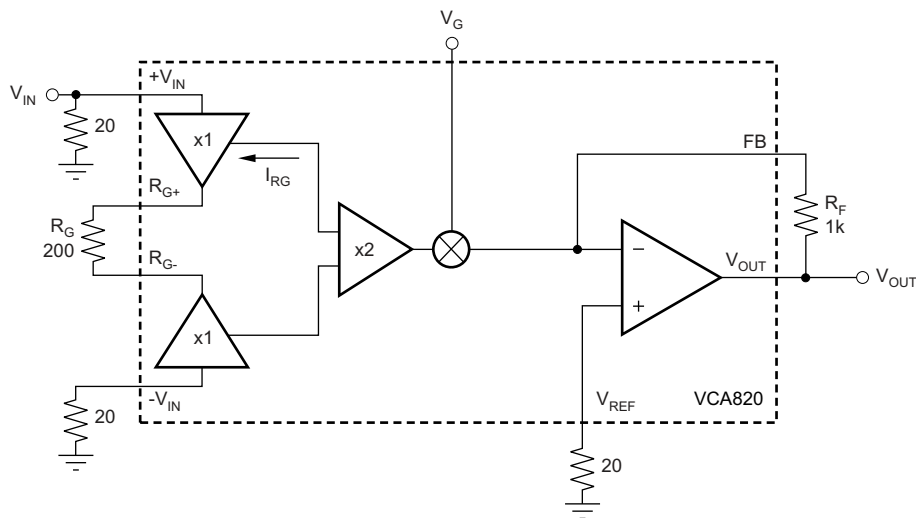 V_G
+V_IN
V_IN
20
x1
I_RG
R_G+
R_G
200
R_G-
x2
x1
-V_IN
20
FB
R_F
1k
−
+
V_OUT
V_OUT
V_REF
20
VCA820